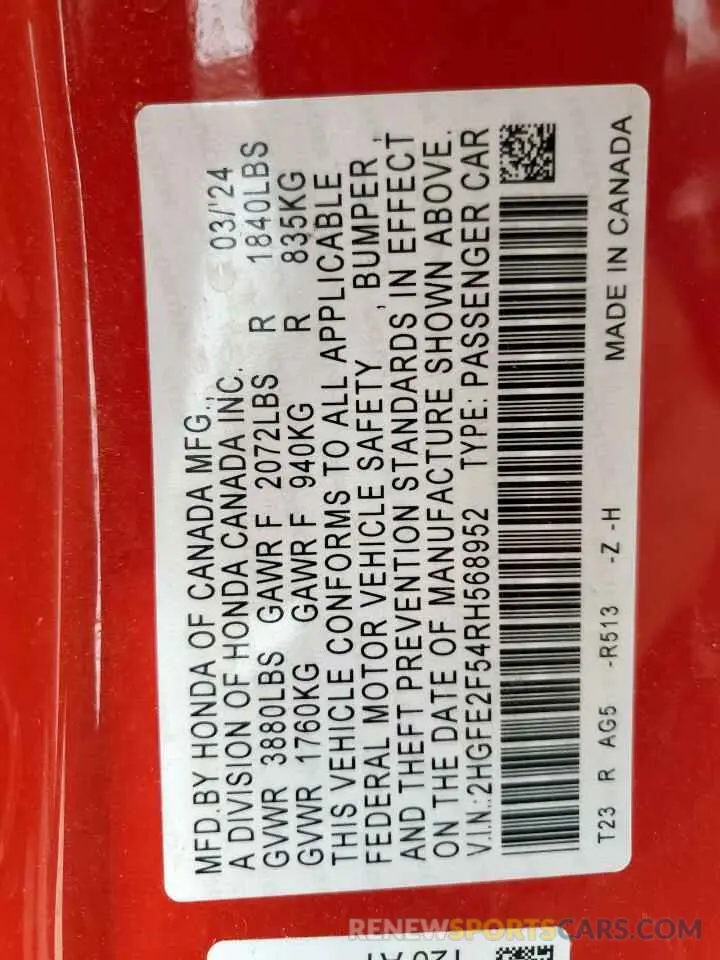 MFD.BY HONDA OF CANADA MFG., 03/'24
A DIVISION OF HONDA CANADA INC.
GVWR 3880LBS GAWR F 2072LBS R 1840LBS
GVWR 1760KG GAWR F 940KG R 835KG
THIS VEHICLE CONFORMS TO ALL APPLICABLE
FEDERAL MOTOR VEHICLE SAFETY , BUMPER ,
AND THEFT PREVENTION STANDARDS IN EFFECT
ON THE DATE OF MANUFACTURE SHOWN ABOVE.
V.I.N.:2HGFE2F54RH568952 TYPE: PASSENGER CAR
T23 R AG5 -R513 -Z -H MADE IN CANADA
RENEWSPORTSCARS.COM